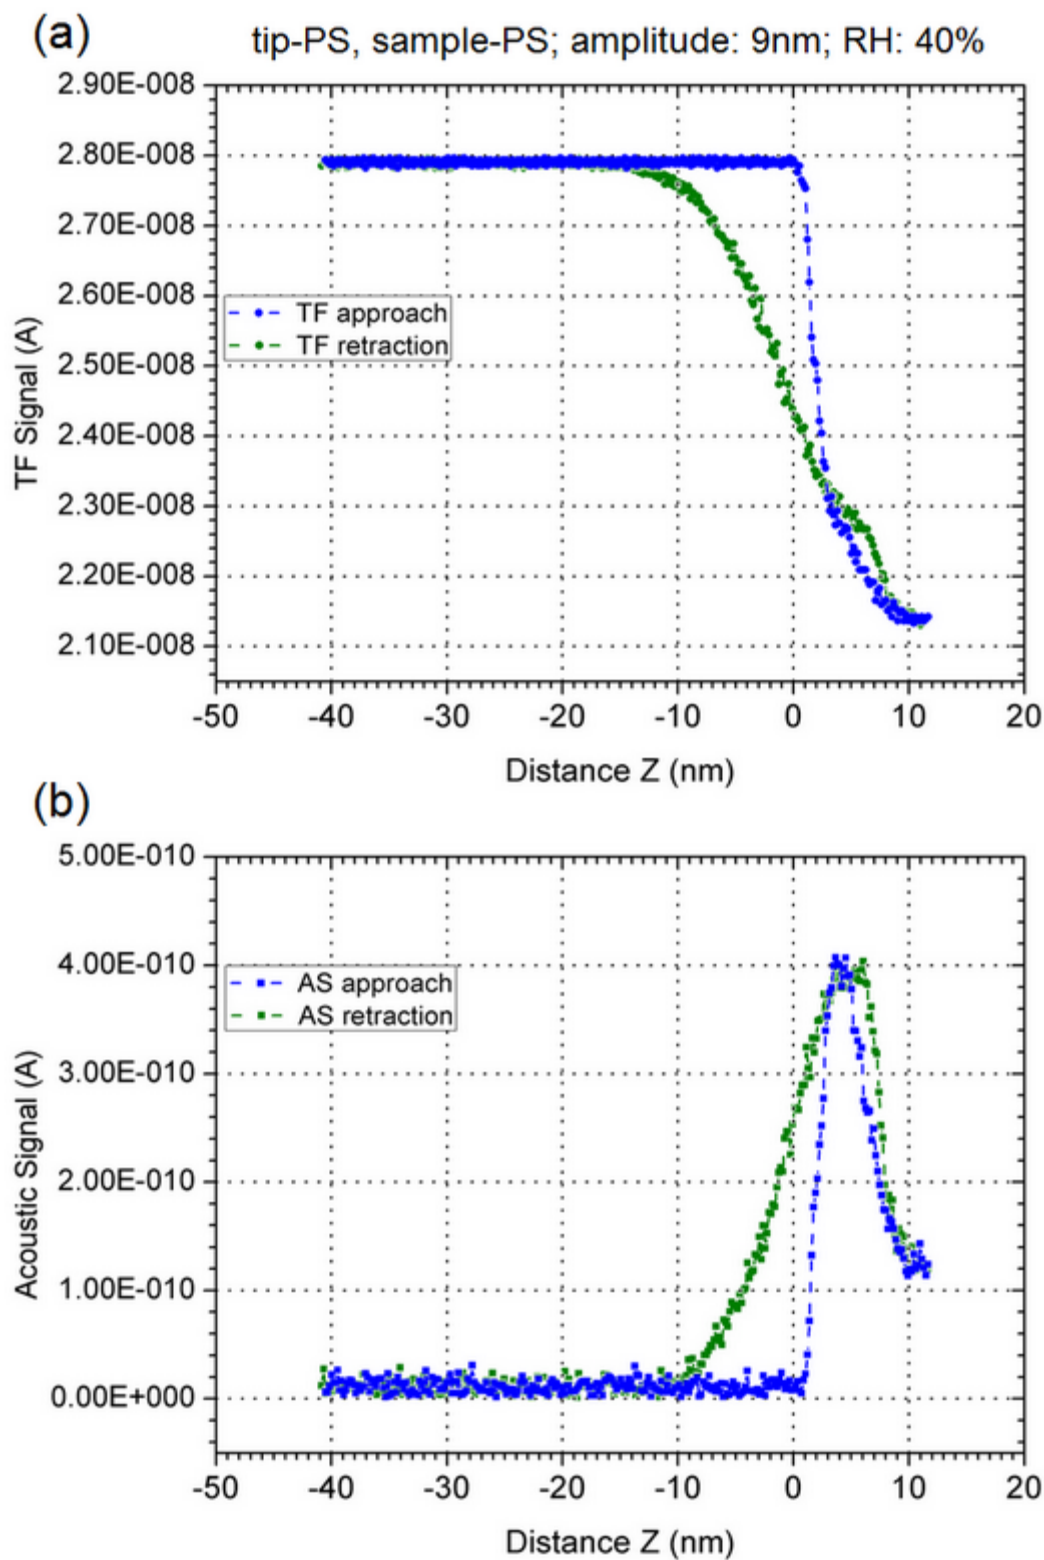 (a)
tip-PS, sample-PS; amplitude: 9nm; RH: 40%
2.90E-008
2.80E-008
2.70E-008
2.60E-008
2.50E-008
2.40E-008
2.30E-008
2.20E-008
2.10E-008
TF Signal (A)
TF approach
TF retraction
-50 -40 -30 -20 -10 0 10 20
Distance Z (nm)
(b)
5.00E-010
4.00E-010
3.00E-010
2.00E-010
1.00E-010
0.00E+000
Acoustic Signal (A)
AS approach
AS retraction
-50 -40 -30 -20 -10 0 10 20
Distance Z (nm)